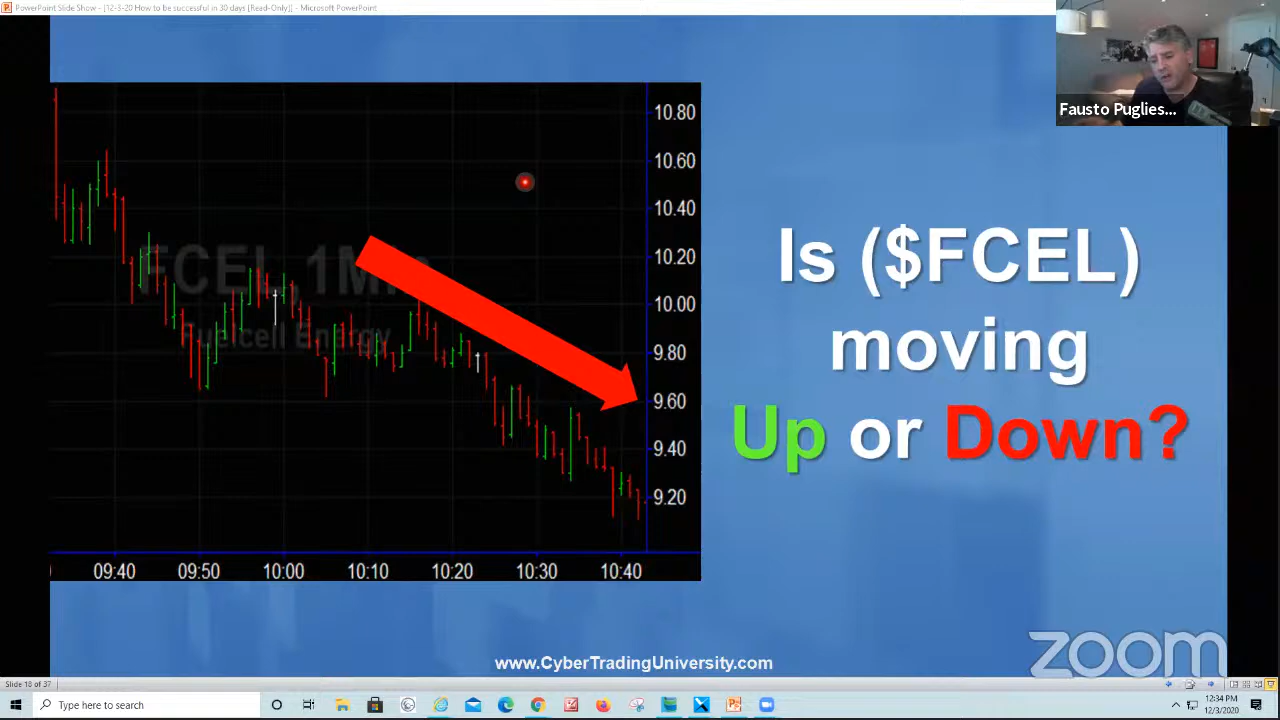 PowerPoint Slide Show - [12-3-20 How to be successful in 30 days [Read-Only]] - Microsoft PowerPoint
Fausto Puglies...
10.80
10.60
10.40
10.20
10.00
9.80
9.60
9.40
9.20
Fuelcell Energy
09:40 09:50 10:00 10:10 10:20 10:30 10:40
Is ($FCEL)
moving
Up or Down?
www.CyberTradingUniversity.com
zoom
Slide 18 of 37
Type here to search
12:34 PM
12/3/2020